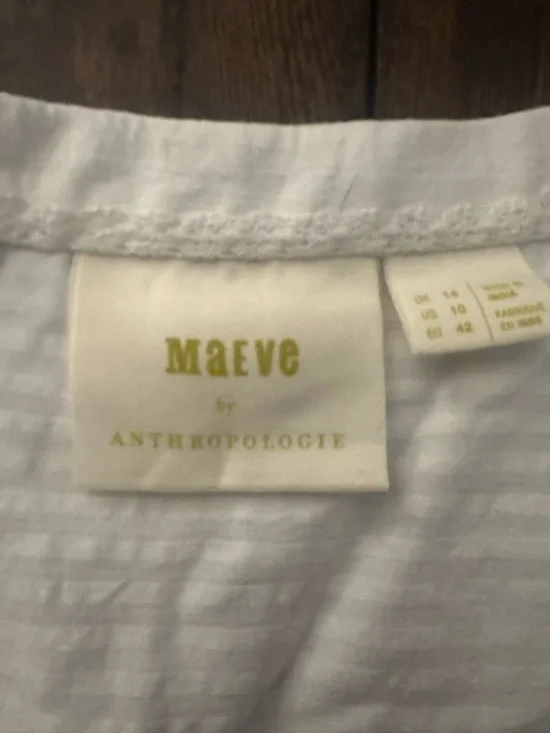 MaEVe
by
ANTHROPOLOGIE
UK 14
US 10
EU 42
MADE IN
INDIA
FABRIQUÉ
EN INDE